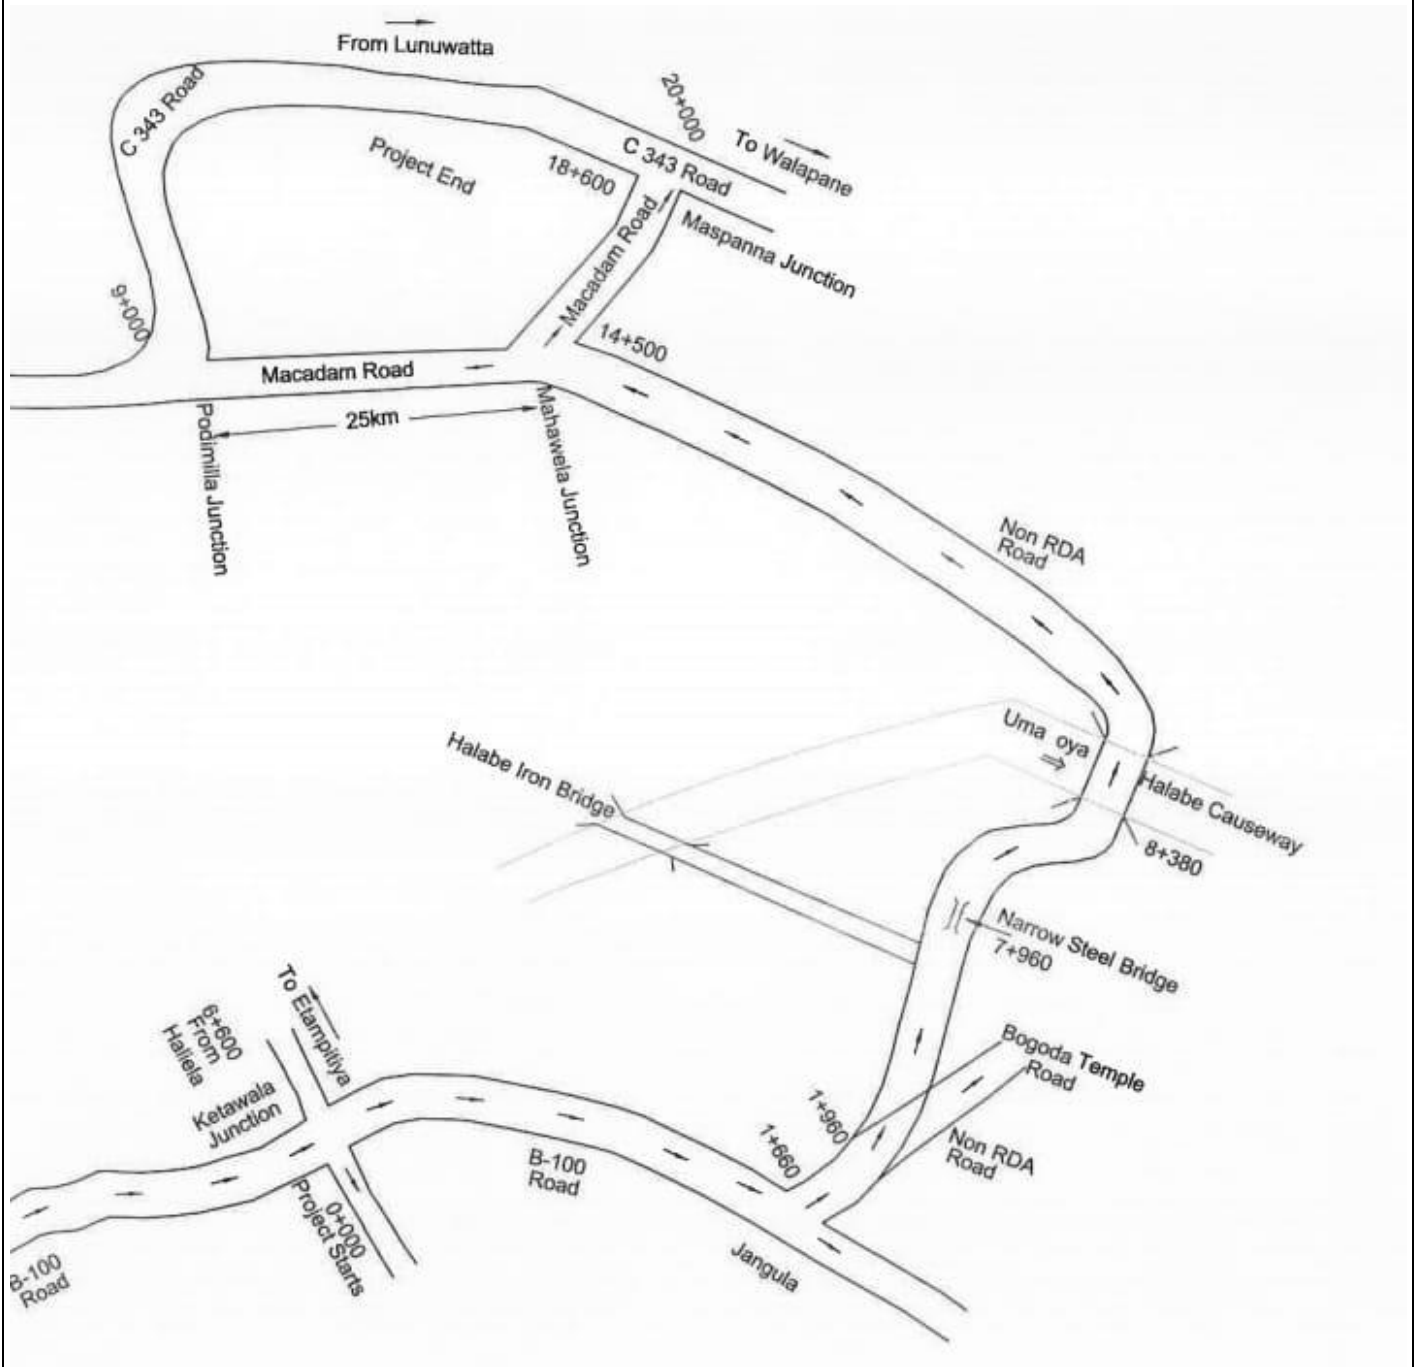 From Lunuwatta
C 343 Road
20+000
To Walapane
Project End
18+600
C 343 Road
Maspanna Junction
Macadam Road
9+000
14+500
Macadam Road
25km
Podimilla Junction
Mahawela Junction
Non RDA
Road
Uma oya
Halabe Iron Bridge
Halabe Causeway
8+380
Narrow Steel Bridge
7+960
To Etampitiya
6+600
From
Haliela
Ketawala
Junction
Bogoda Temple
Road
1+960
1+660
Non RDA
Road
B-100
Road
0+000
Project Starts
Jangula
B-100
Road